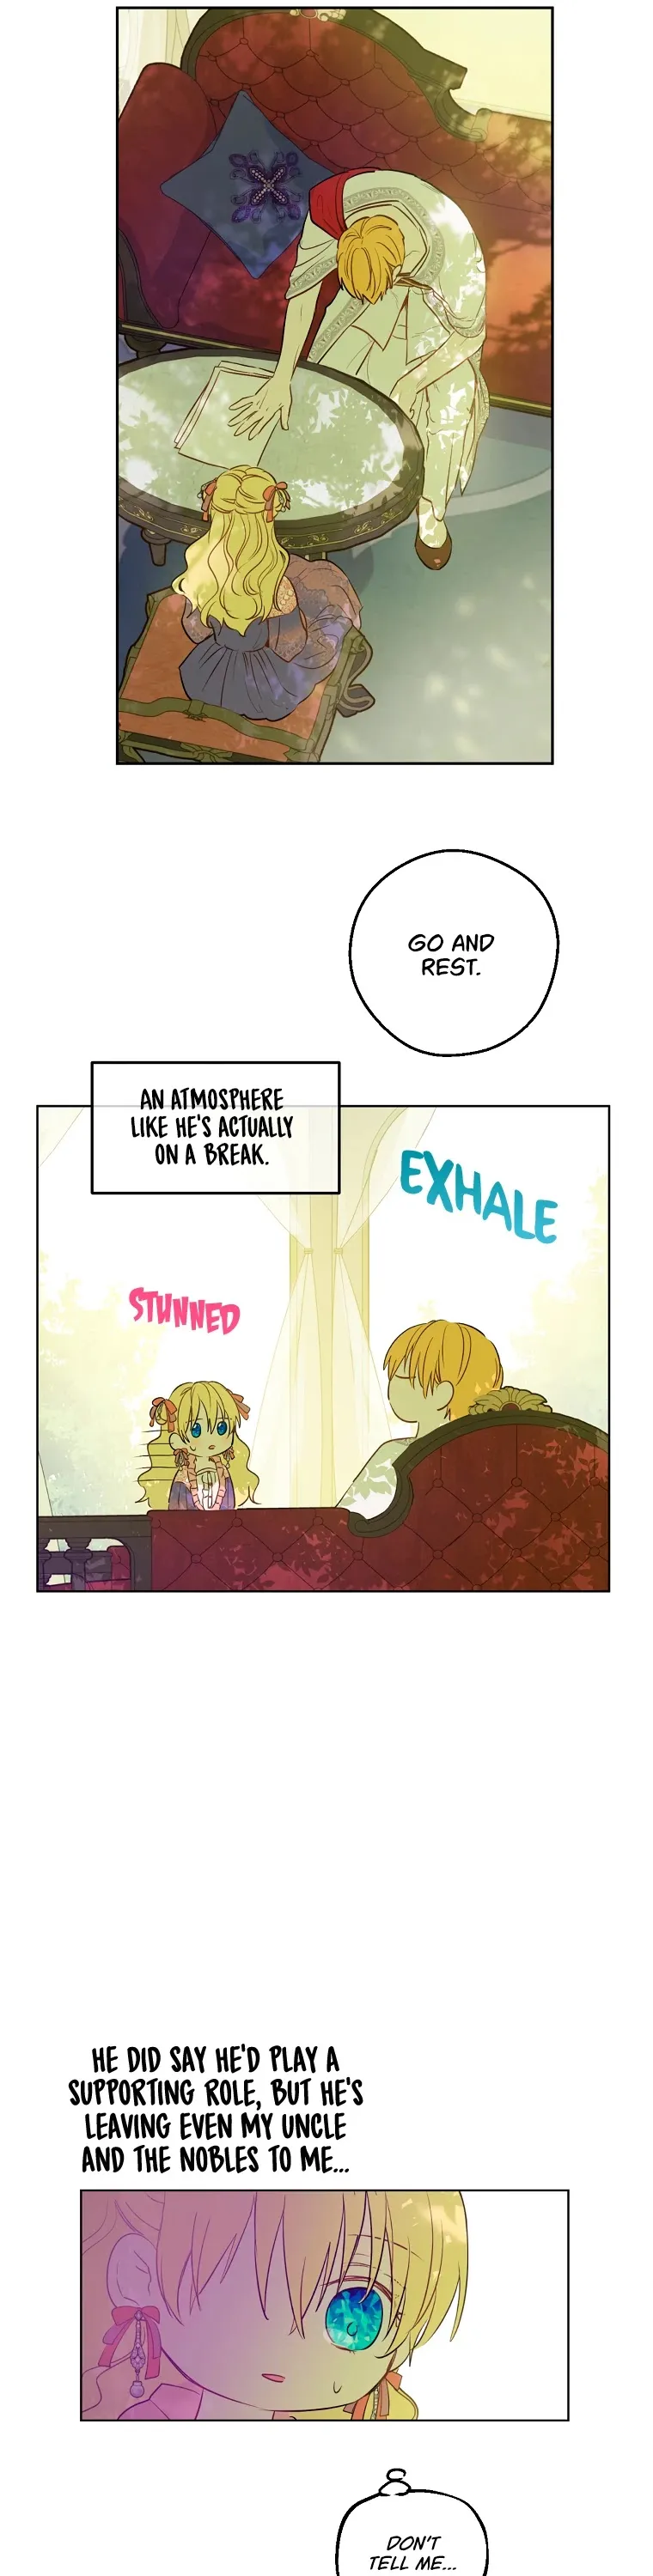 GO AND
REST.
AN ATMOSPHERE
LIKE HE'S ACTUALLY
ON A BREAK.
EXHALE
STUNNED
HE DID SAY HE'D PLAY A
SUPPORTING ROLE, BUT HE'S
LEAVING EVEN MY UNCLE
AND THE NOBLES TO ME...
DON'T
TELL ME...